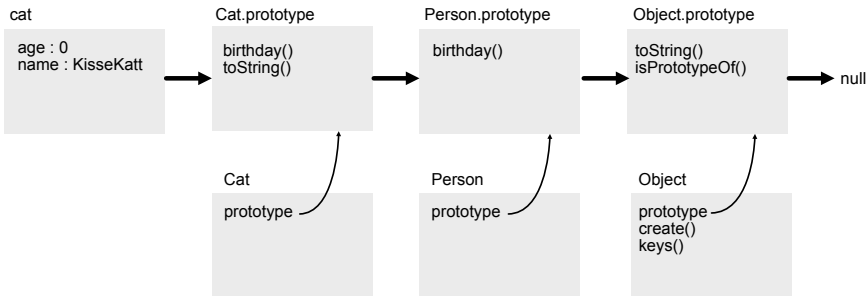 cat
age : 0
name : KisseKatt
Cat.prototype
birthday()
toString()
Person.prototype
birthday()
Object.prototype
toString()
isPrototypeOf()
null
Cat
prototype
Person
prototype
Object
prototype
create()
keys()